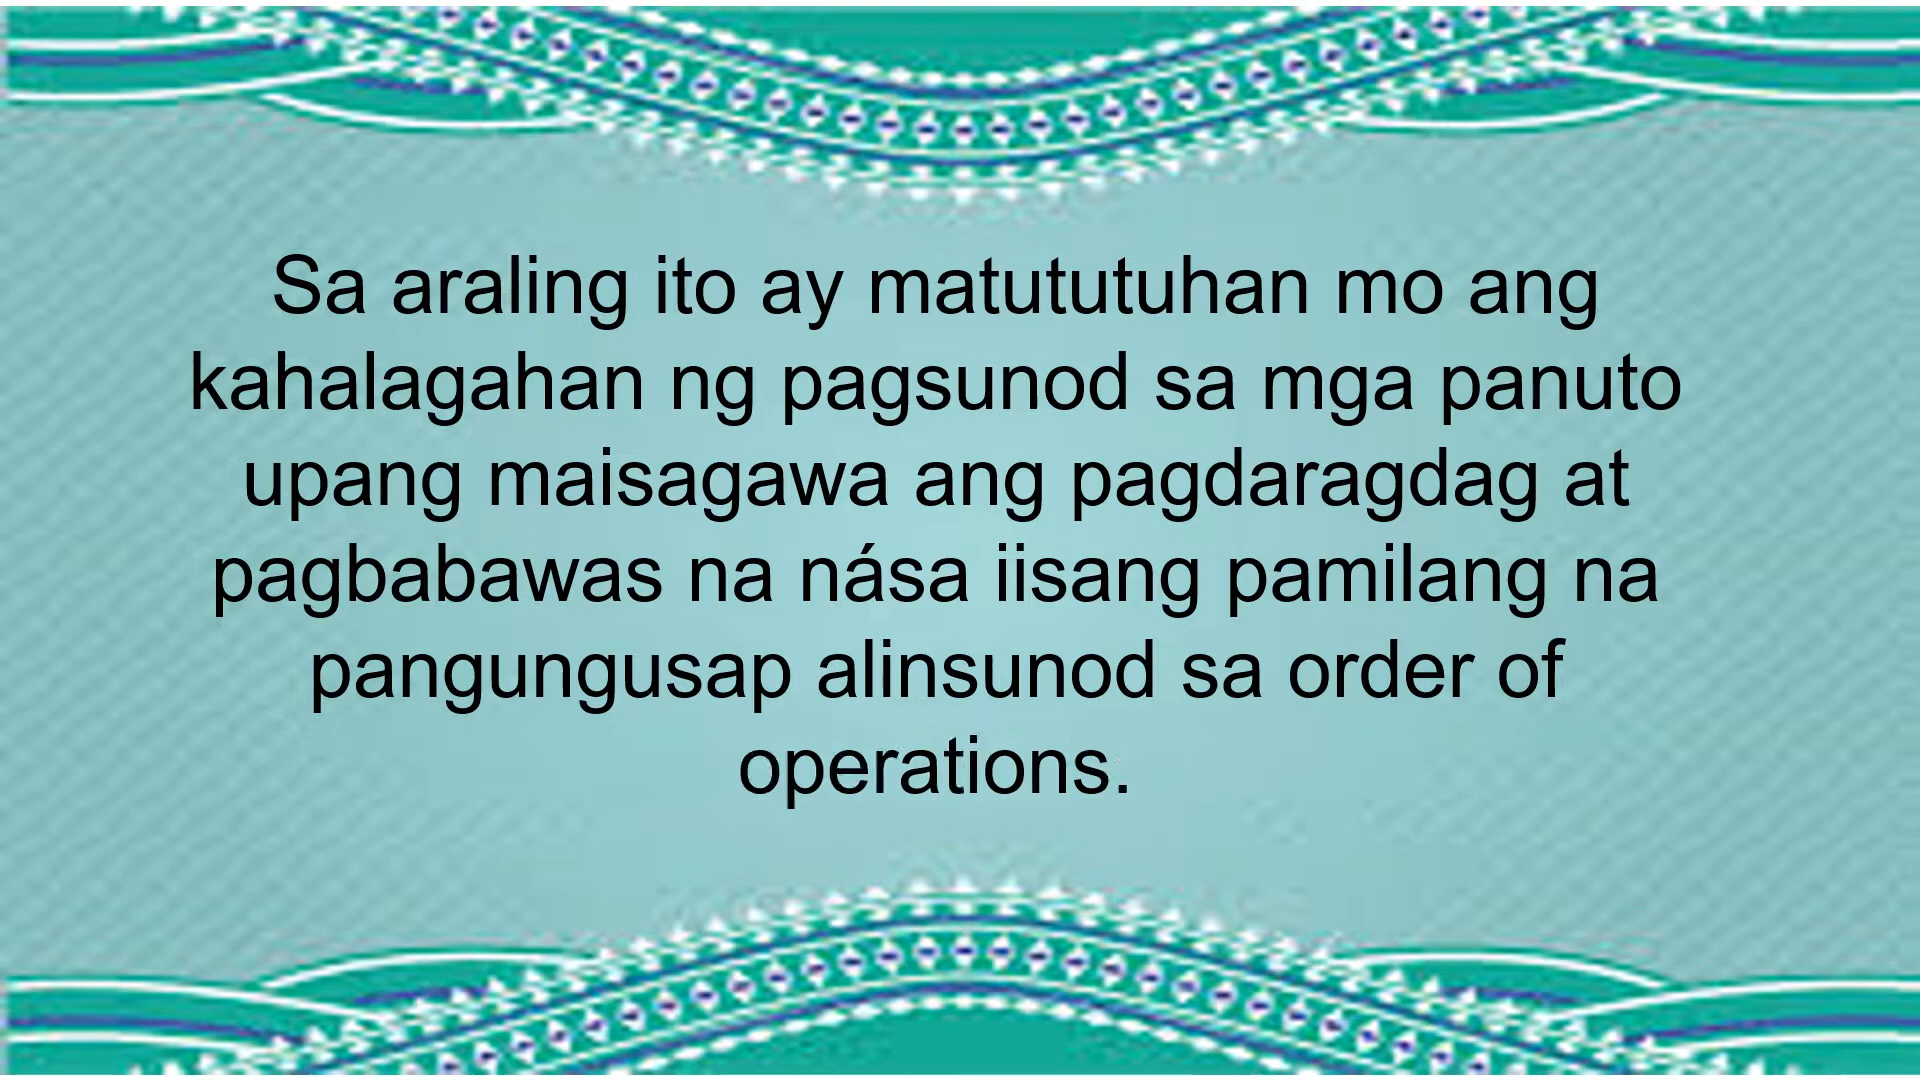 Sa araling ito ay matututuhan mo ang
kahalagahan ng pagsunod sa mga panuto
upang maisagawa ang pagdaragdag at
pagbabawas na nása iisang pamilang na
pangungusap alinsunod sa order of
operations.